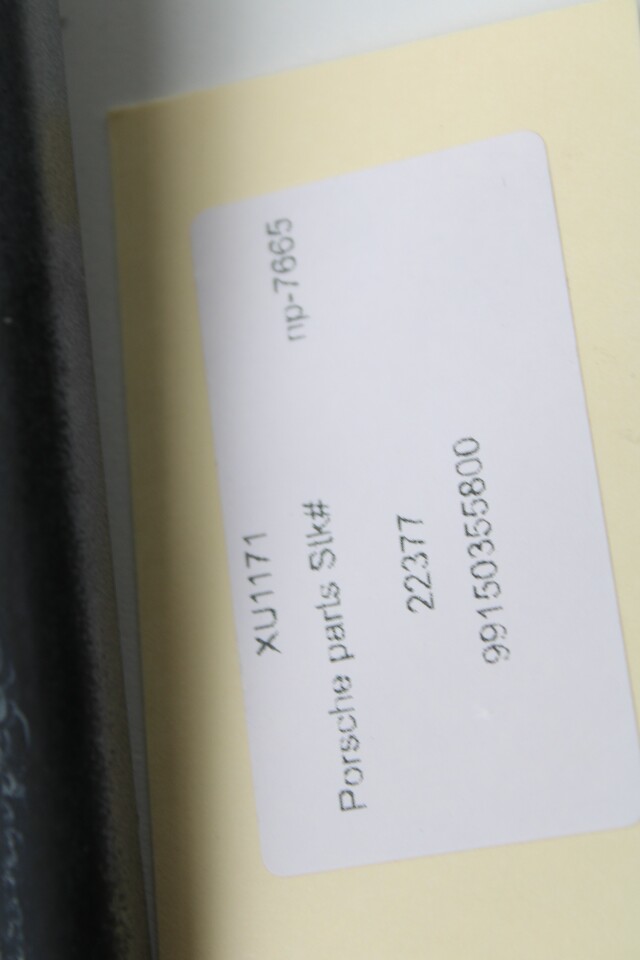 XU1171 np-7665
Porsche parts Stk#
22377
99150355800